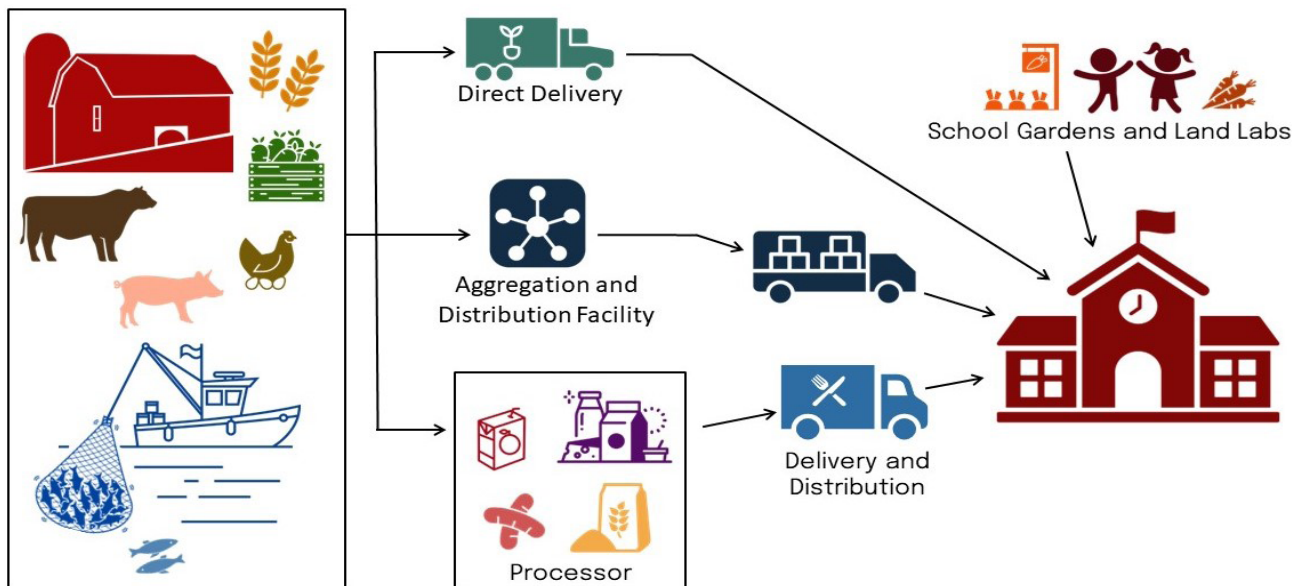 Direct Delivery
School Gardens and Land Labs
Aggregation and
Distribution Facility
Delivery and
Distribution
Processor